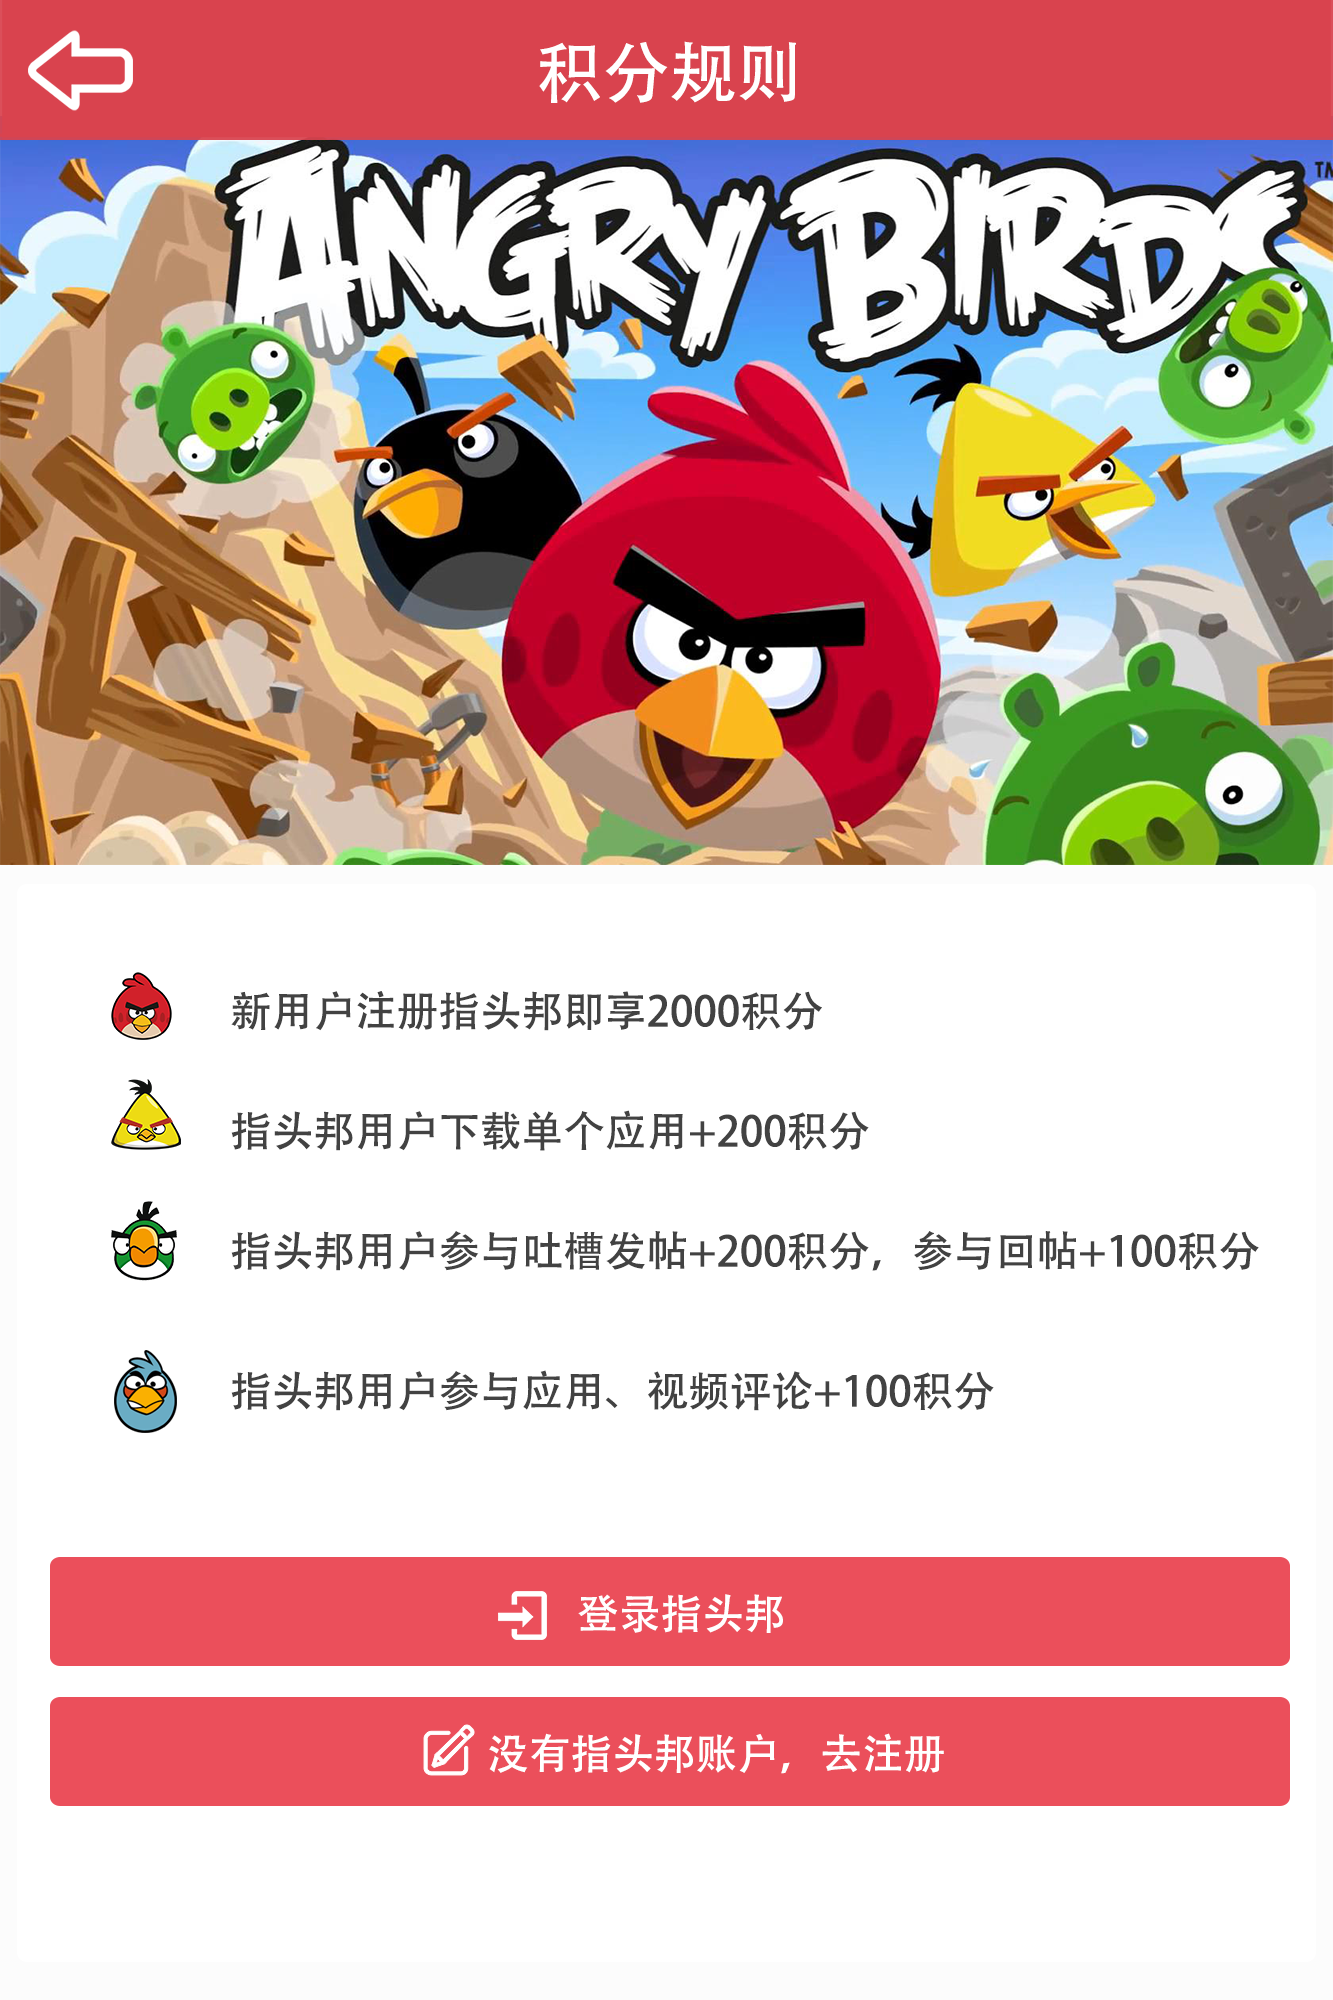 积分规则
ANGRY BIRDS
TM
新用户注册指头邦即享2000积分
指头邦用户下载单个应用+200积分
指头邦用户参与吐槽发帖+200积分，参与回帖+100积分
指头邦用户参与应用、视频评论+100积分
登录指头邦
没有指头邦账户，去注册